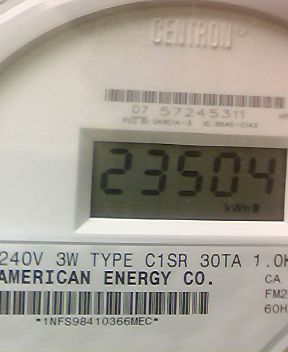 CENTRON®
07 57245311
23504
kWh
240V 3W TYPE C1SR 30TA 1.0K
AMERICAN ENERGY CO.
CA
FM2
60H
*1NFS98410366MEC*